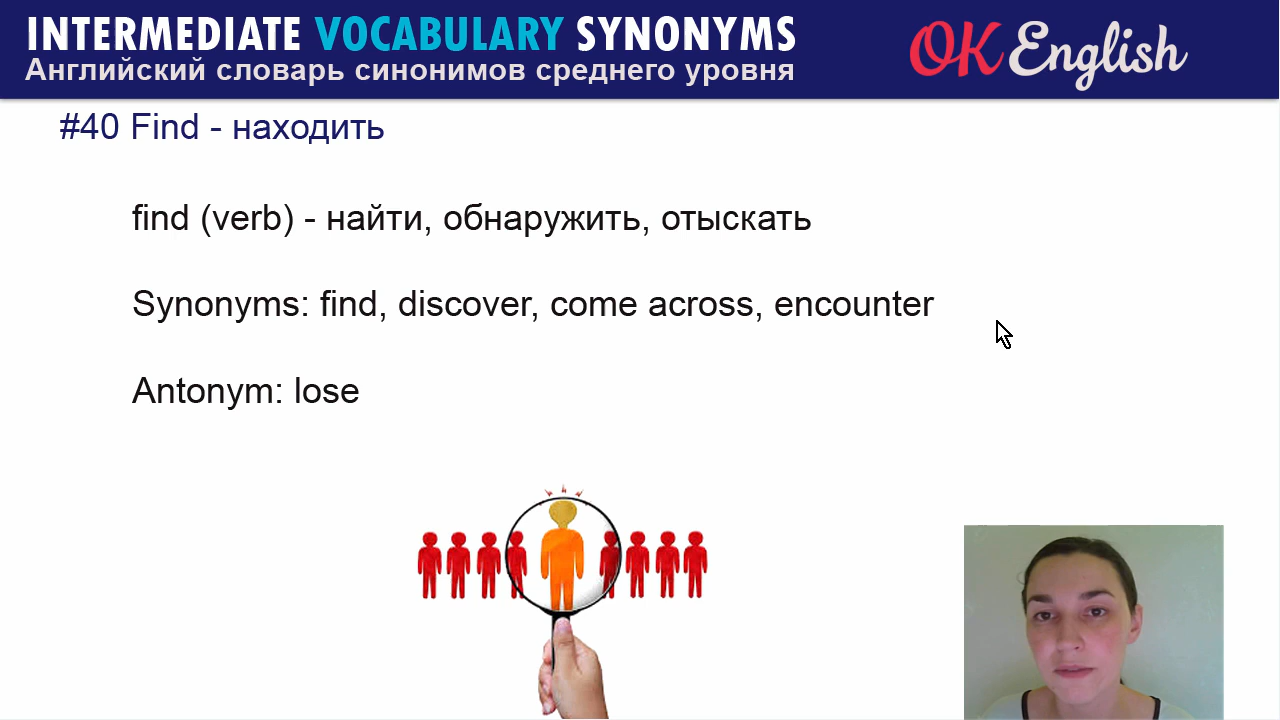 INTERMEDIATE VOCABULARY SYNONYMS
Английский словарь синонимов среднего уровня
OK English
#40 Find - находить
find (verb) - найти, обнаружить, отыскать
Synonyms: find, discover, come across, encounter
Antonym: lose